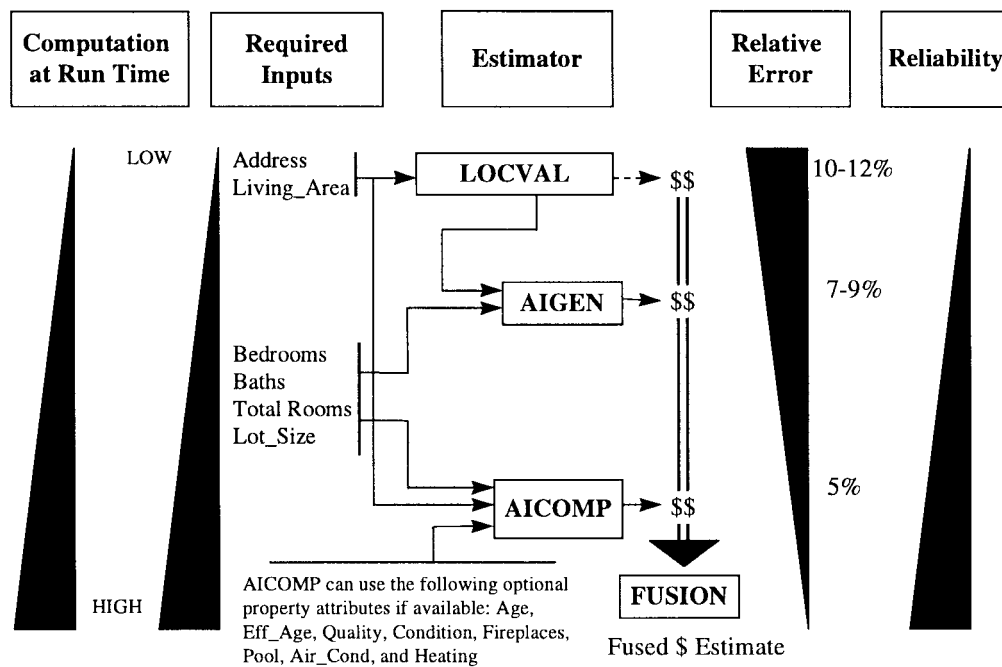 Computation
at Run Time
Required
Inputs
Estimator
Relative
Error
Reliability
LOW
Address
Living_Area
LOCVAL
$$
10-12%
AIGEN
$$
7-9%
Bedrooms
Baths
Total Rooms
Lot_Size
AICOMP
$$
5%
HIGH
AICOMP can use the following optional
property attributes if available: Age,
Eff_Age, Quality, Condition, Fireplaces,
Pool, Air_Cond, and Heating
FUSION
Fused $ Estimate